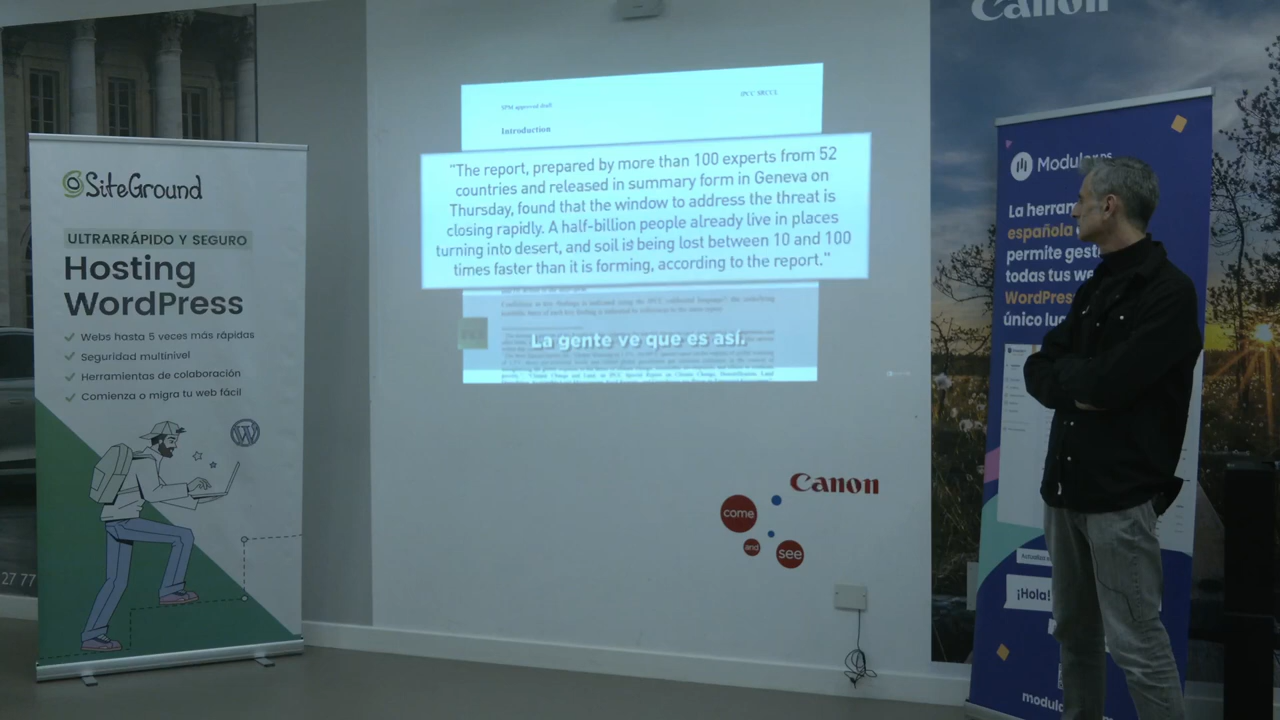 SiteGround
ULTRARRÁPIDO Y SEGURO
Hosting
WordPress
Webs hasta 5 veces más rápidas
Seguridad multinivel
Herramientas de colaboración
Comienza o migra tu web fácil
27 77
SPM approved draft
IPCC SRCCL
Introduction
"The report, prepared by more than 100 experts from 52
countries and released in summary form in Geneva on
Thursday, found that the window to address the threat is
closing rapidly. A half-billion people already live in places
turning into desert, and soil is being lost between 10 and 100
times faster than it is forming, according to the report."
La gente ve que es así.
Canon
come
and
see
Canon
Modular
La herram
española
permite gest
todas tus we
WordPres
único lu
¡Hola!
modula